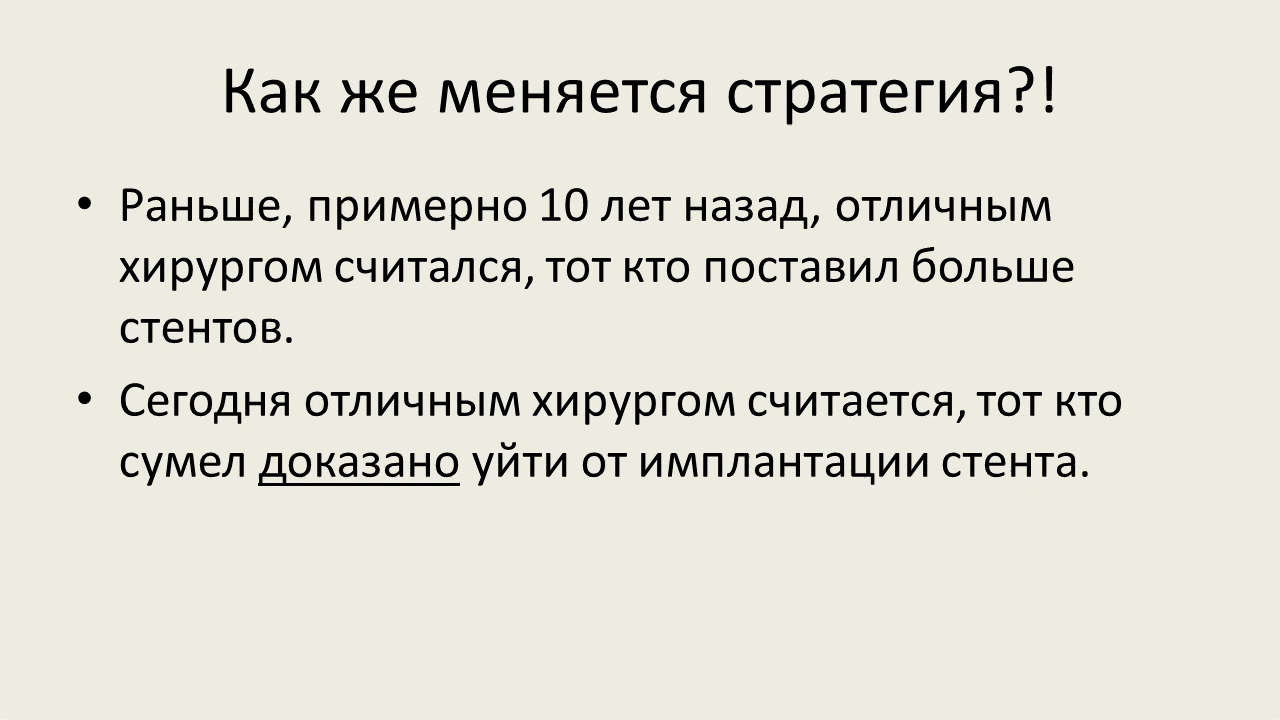 Как же меняется стратегия?!
• Раньше, примерно 10 лет назад, отличным
хирургом считался, тот кто поставил больше
стентов.
• Сегодня отличным хирургом считается, тот кто
сумел доказано уйти от имплантации стента.